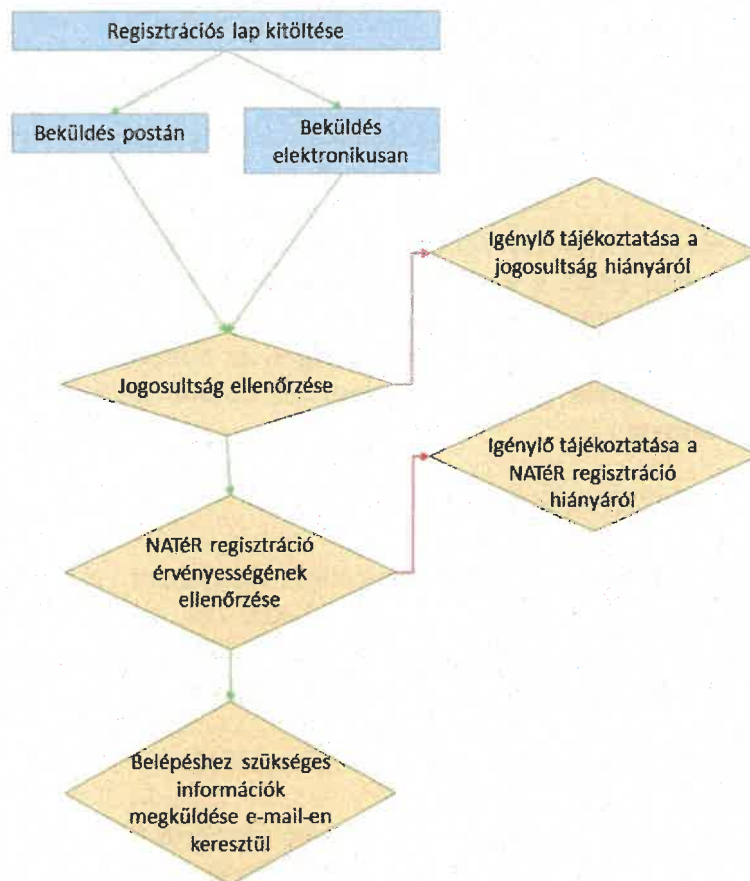 Regisztrációs lap kitöltése
Beküldés postán
Beküldés
elektronikusan
Igénylő tájékoztatása a
jogosultság hiányáról
Jogosultság ellenőrzése
Igénylő tájékoztatása a
NATéR regisztráció
hiányáról
NATéR regisztráció
érvényességének
ellenőrzése
Belépéshez szükséges
információk
megküldése e-mail-en
keresztül